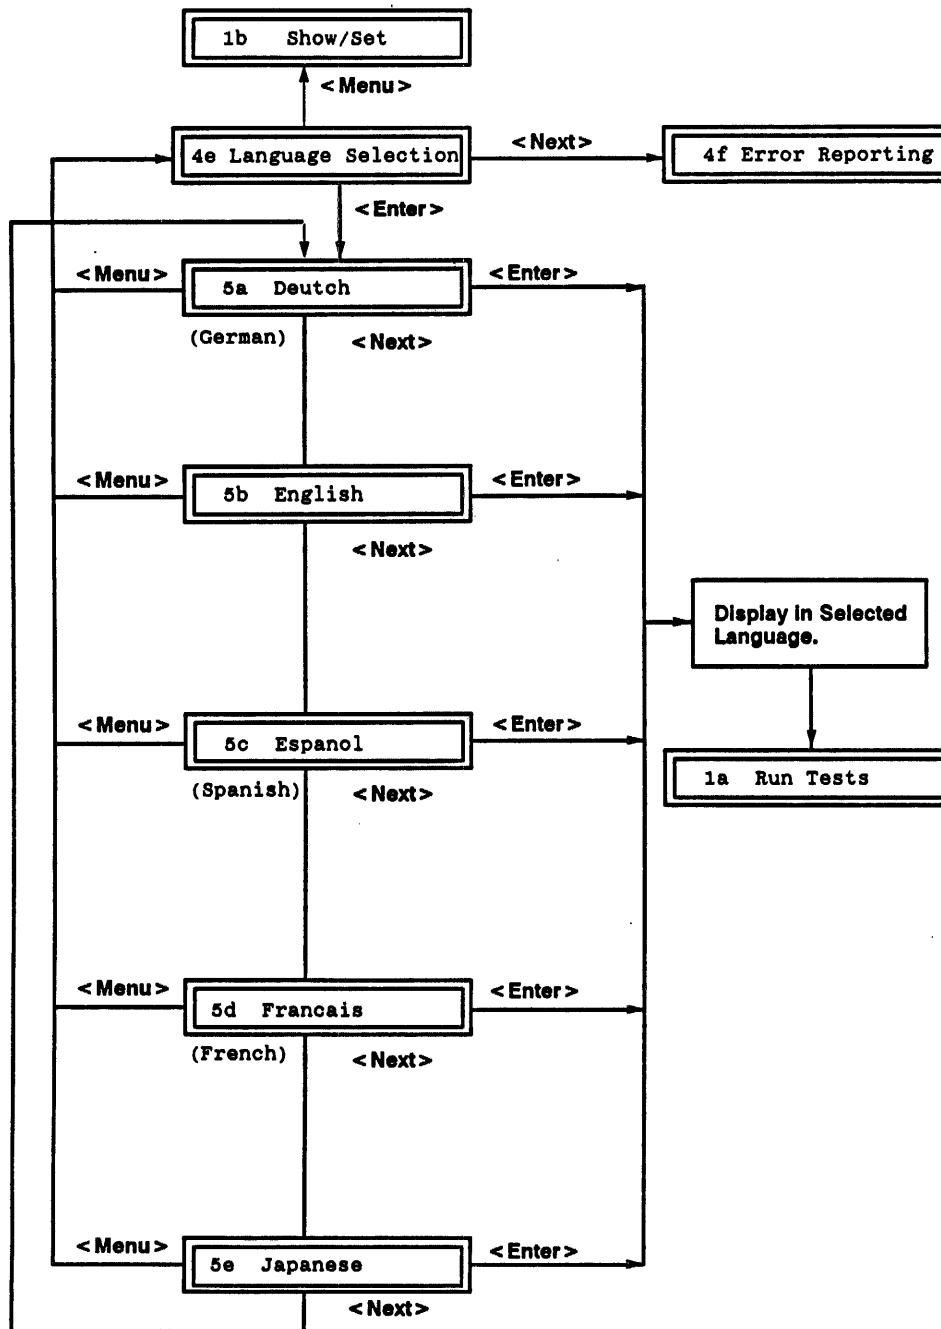 1b Show/Set
<Menu>
4e Language Selection
<Next>
4f Error Reporting
<Enter>
<Menu>
5a Deutch
<Enter>
(German)
<Next>
<Menu>
5b English
<Enter>
<Next>
Display in Selected
Language.
<Menu>
5c Espanol
<Enter>
(Spanish)
<Next>
1a Run Tests
<Menu>
5d Francais
<Enter>
(French)
<Next>
<Menu>
5e Japanese
<Enter>
<Next>